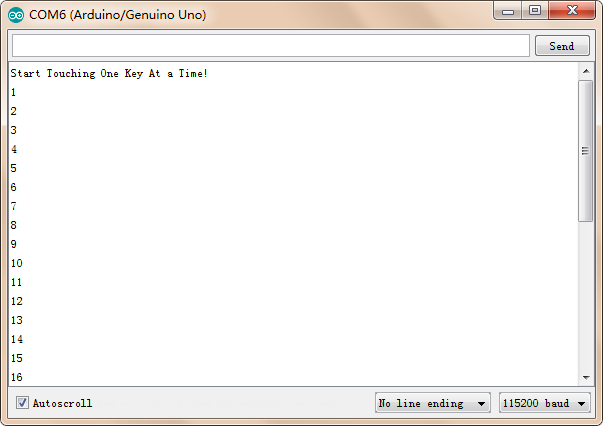 COM6 (Arduino/Genuino Uno)
Send
Start Touching One Key At a Time!
1
2
3
4
5
6
7
8
9
10
11
12
13
14
15
16
Autoscroll
No line ending
115200 baud